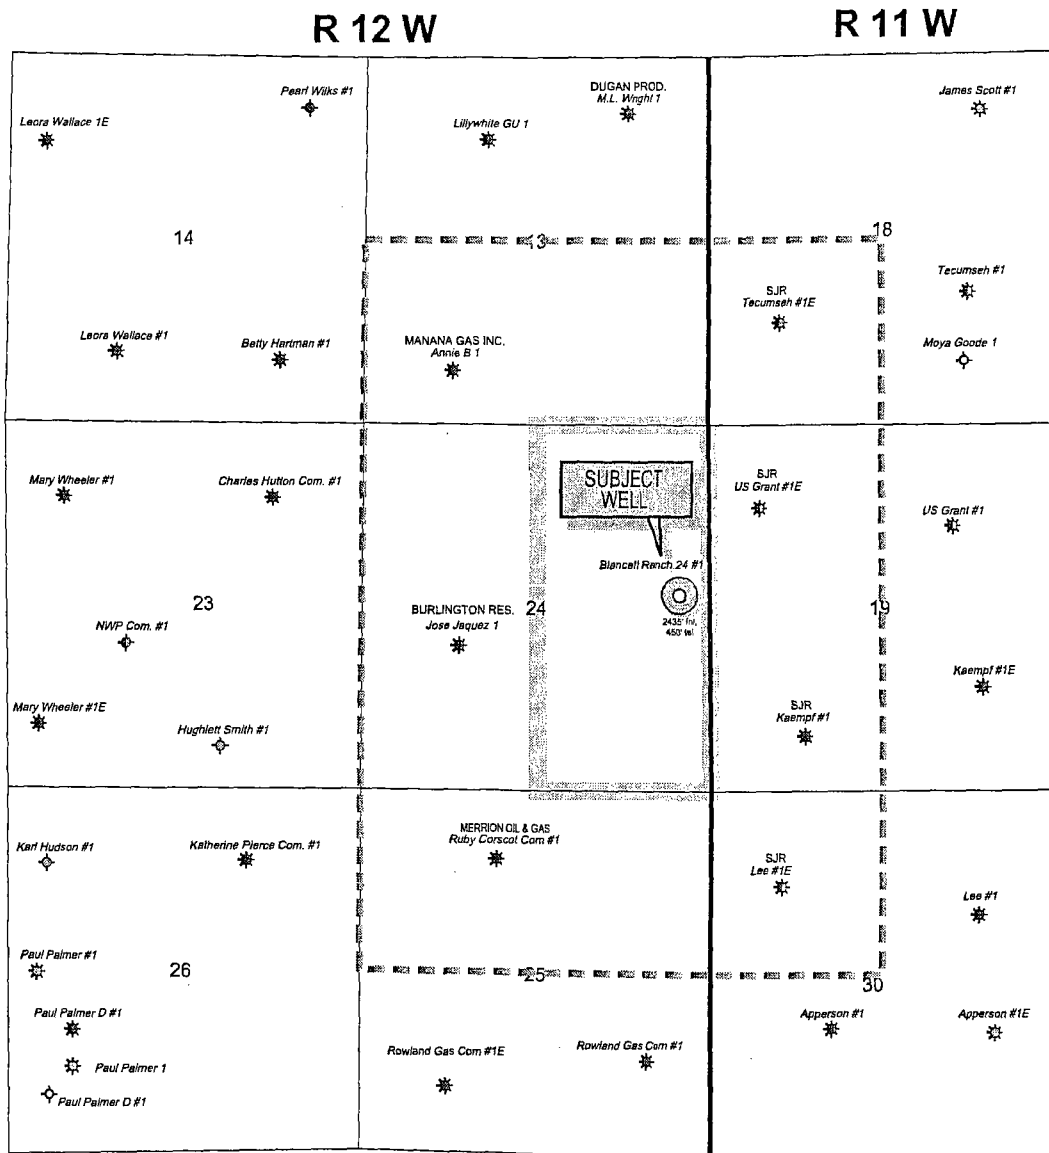 R 12 W
R 11 W
Pearl Wilks #1
Leora Wallace 1E
DUGAN PROD.
M.L. Wright 1
Lillywhite GU 1
James Scott #1
14
13
18
SJR
Tecumseh #1E
Tecumseh #1
Leora Wallace #1
Betty Hartman #1
MANANA GAS INC.
Annie B 1
Moya Goode 1
Mary Wheeler #1
Charles Hutton Com. #1
SUBJECT
WELL
SJR
US Grant #1E
US Grant #1
Blancett Ranch 24 #1
23
BURLINGTON RES.
Jose Jaquez 1
24
2435' fnl,
450' fel
19
NWP Com. #1
Kaempf #1E
Mary Wheeler #1E
Hughlett Smith #1
SJR
Kaempf #1
Karl Hudson #1
Katherine Pierce Com. #1
MERRION OIL & GAS
Ruby Corscot Com #1
SJR
Lee #1E
Lee #1
Paul Palmer #1
26
25
30
Paul Palmer D #1
Apperson #1
Apperson #1E
Rowland Gas Com #1E
Rowland Gas Com #1
Paul Palmer 1
Paul Palmer D #1